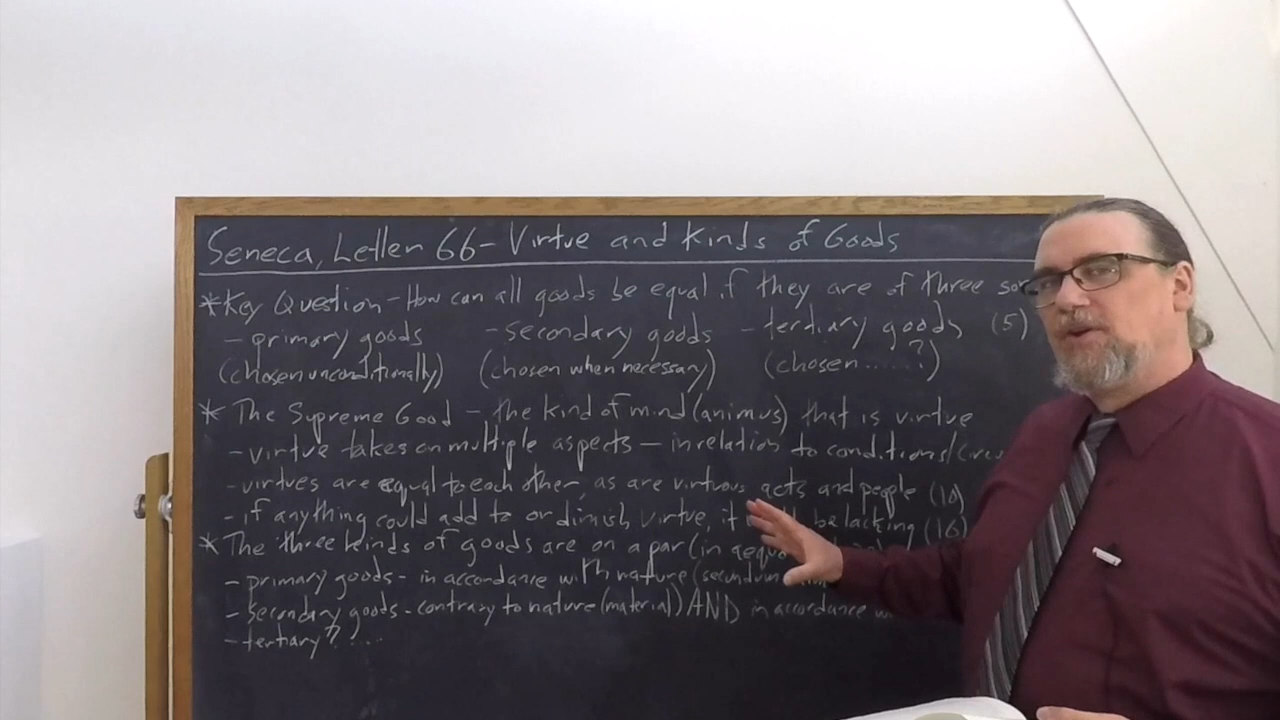 Seneca, Letter 66 - Virtue and Kinds of Goods
* Key Question - How can all goods be equal if they are of three
- primary goods - secondary goods - tertiary goods (5)
(chosen unconditionally) (chosen when necessary) (chosen ......?)
* The Supreme Good - the kind of mind (animus) that is virtue
- virtue takes on multiple aspects - in relation to conditions/
- virtues are equal to each other, as are virtuous acts and people (10)
- if anything could add to or dimish virtue, it be lacking (16)
* The three kinds of goods are on a par (in
- primary goods - in accordance with nature (secundum
- secondary goods - contrary to nature (material) AND in accordance
- tertiary? ....